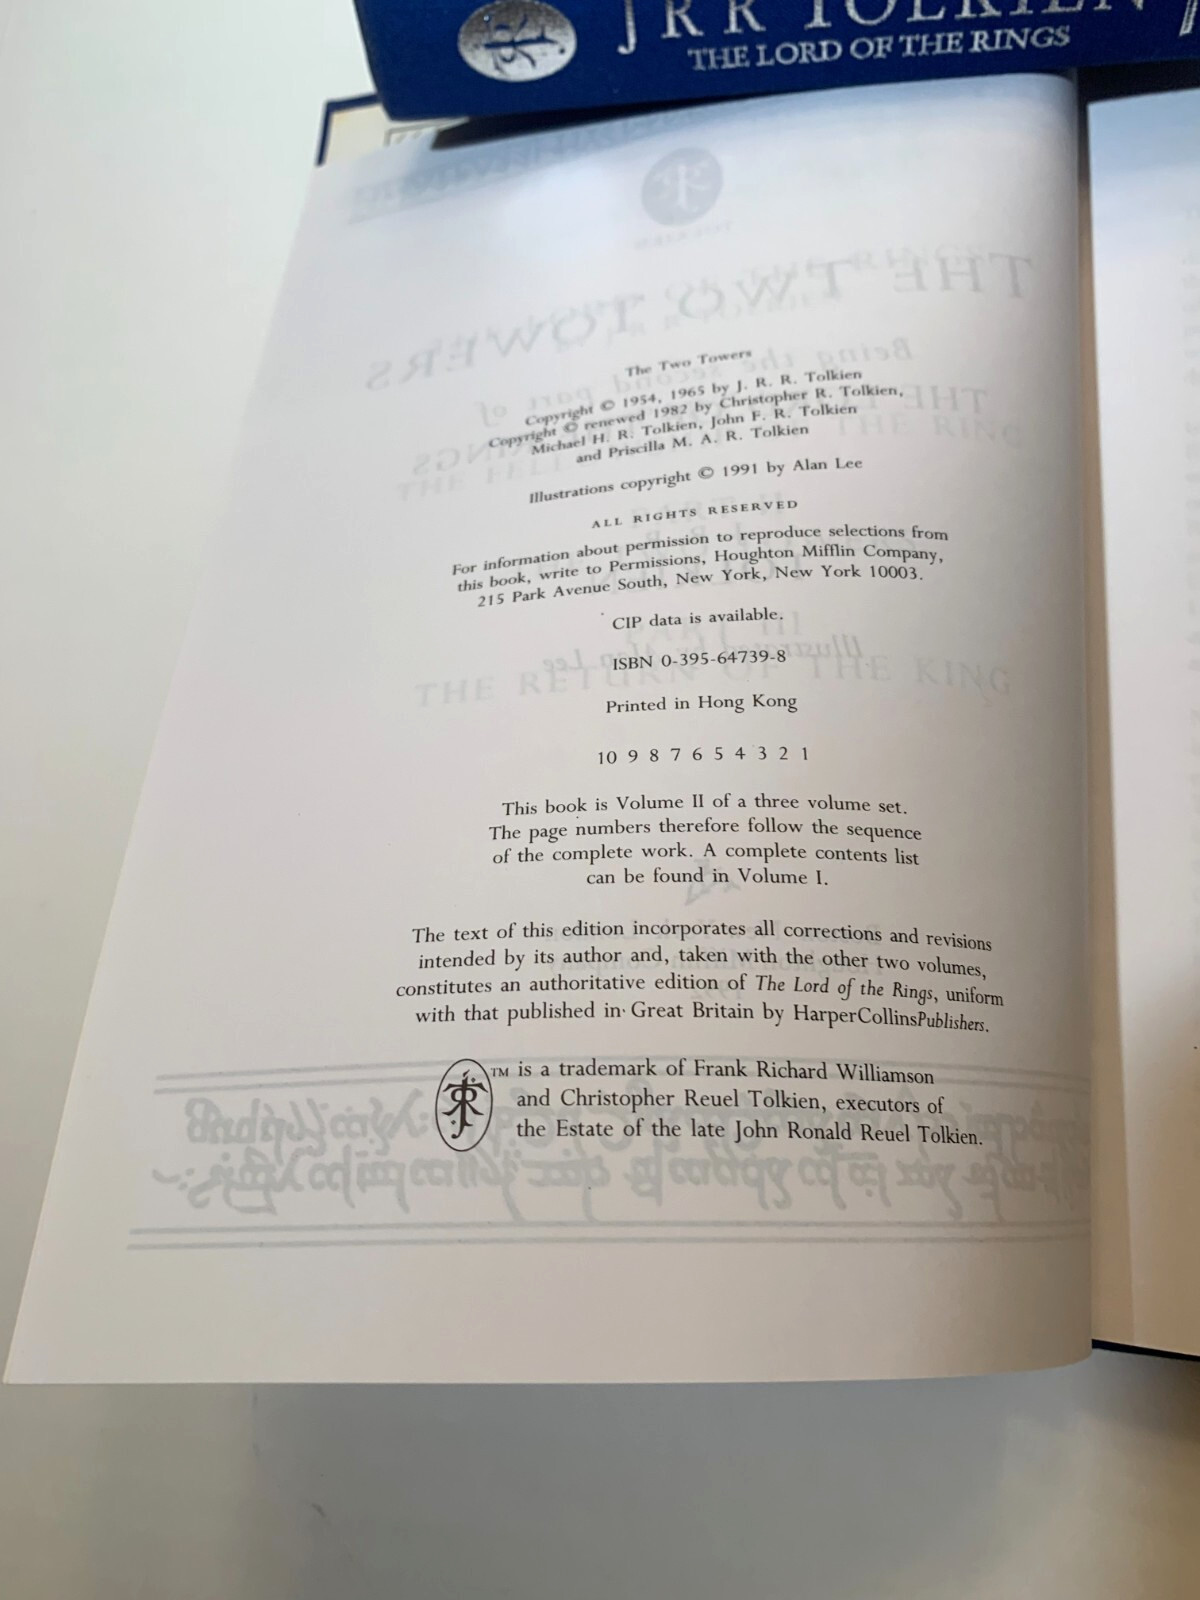 J R R TOLKIEN
THE LORD OF THE RINGS
The Two Towers
Copyright © 1954, 1965 by J. R. R. Tolkien
Copyright © renewed 1982 by Christopher R. Tolkien,
Michael H. R. Tolkien, John F. R. Tolkien
and Priscilla M. A. R. Tolkien
Illustrations copyright © 1991 by Alan Lee
ALL RIGHTS RESERVED
For information about permission to reproduce selections from
this book, write to Permissions, Houghton Mifflin Company,
215 Park Avenue South, New York, New York 10003.
CIP data is available.
ISBN 0-395-64739-8
Printed in Hong Kong
10 9 8 7 6 5 4 3 2 1
This book is Volume II of a three volume set.
The page numbers therefore follow the sequence
of the complete work. A complete contents list
can be found in Volume I.
The text of this edition incorporates all corrections and revisions
intended by its author and, taken with the other two volumes,
constitutes an authoritative edition of The Lord of the Rings, uniform
with that published in Great Britain by HarperCollinsPublishers.
TM is a trademark of Frank Richard Williamson
and Christopher Reuel Tolkien, executors of
the Estate of the late John Ronald Reuel Tolkien.